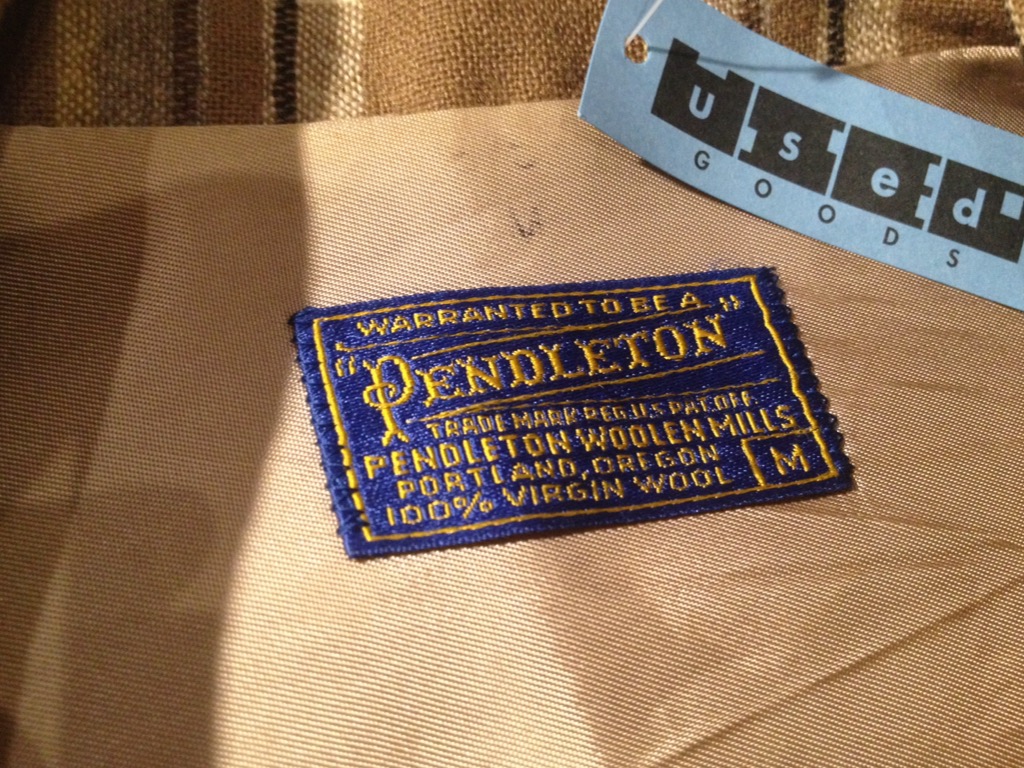 used
GOODS
WARRANTED TO BE A
"PENDLETON"
TRADE MARK REG. U.S. PAT. OFF.
PENDLETON WOOLEN MILLS
PORTLAND, OREGON
100% VIRGIN WOOL
M